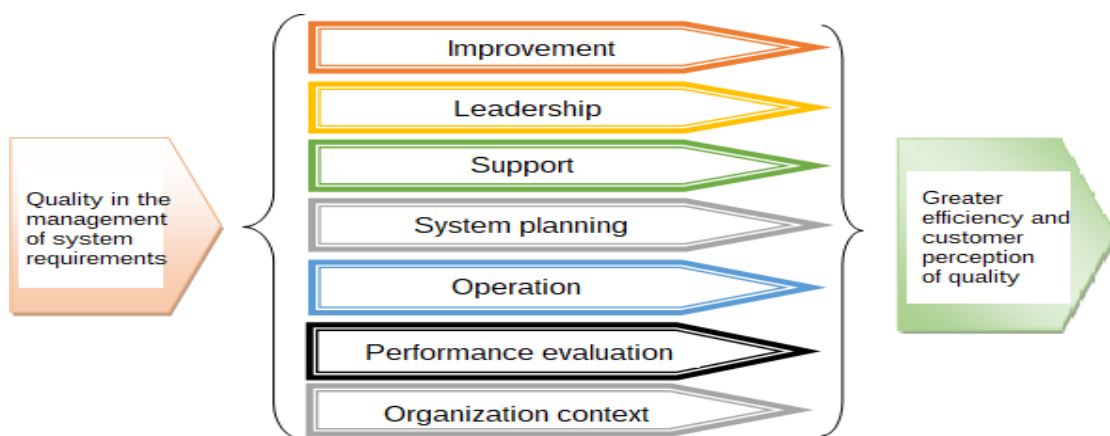 Quality in the
management
of system
requirements
Improvement
Leadership
Support
System planning
Operation
Performance evaluation
Organization context
Greater
efficiency and
customer
perception
of quality